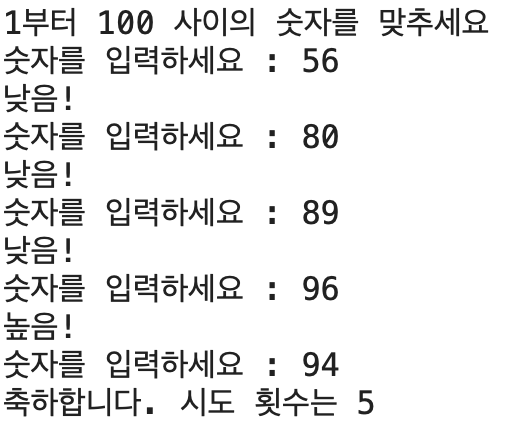 1부터 100 사이의 숫자를 맞추세요
숫자를 입력하세요 : 56
낮음!
숫자를 입력하세요 : 80
낮음!
숫자를 입력하세요 : 89
낮음!
숫자를 입력하세요 : 96
높음!
숫자를 입력하세요 : 94
축하합니다. 시도 횟수는 5